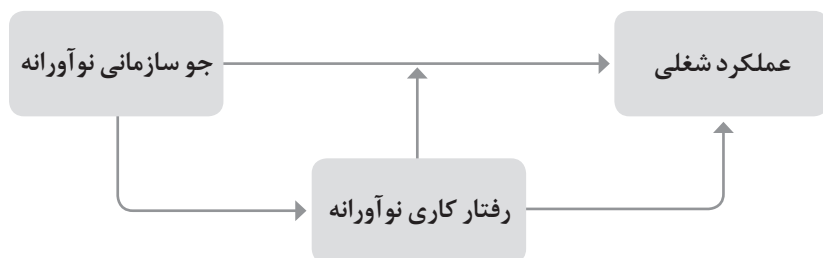 عملکرد شغلی
جو سازمانی نوآورانه
رفتار کاری نوآورانه